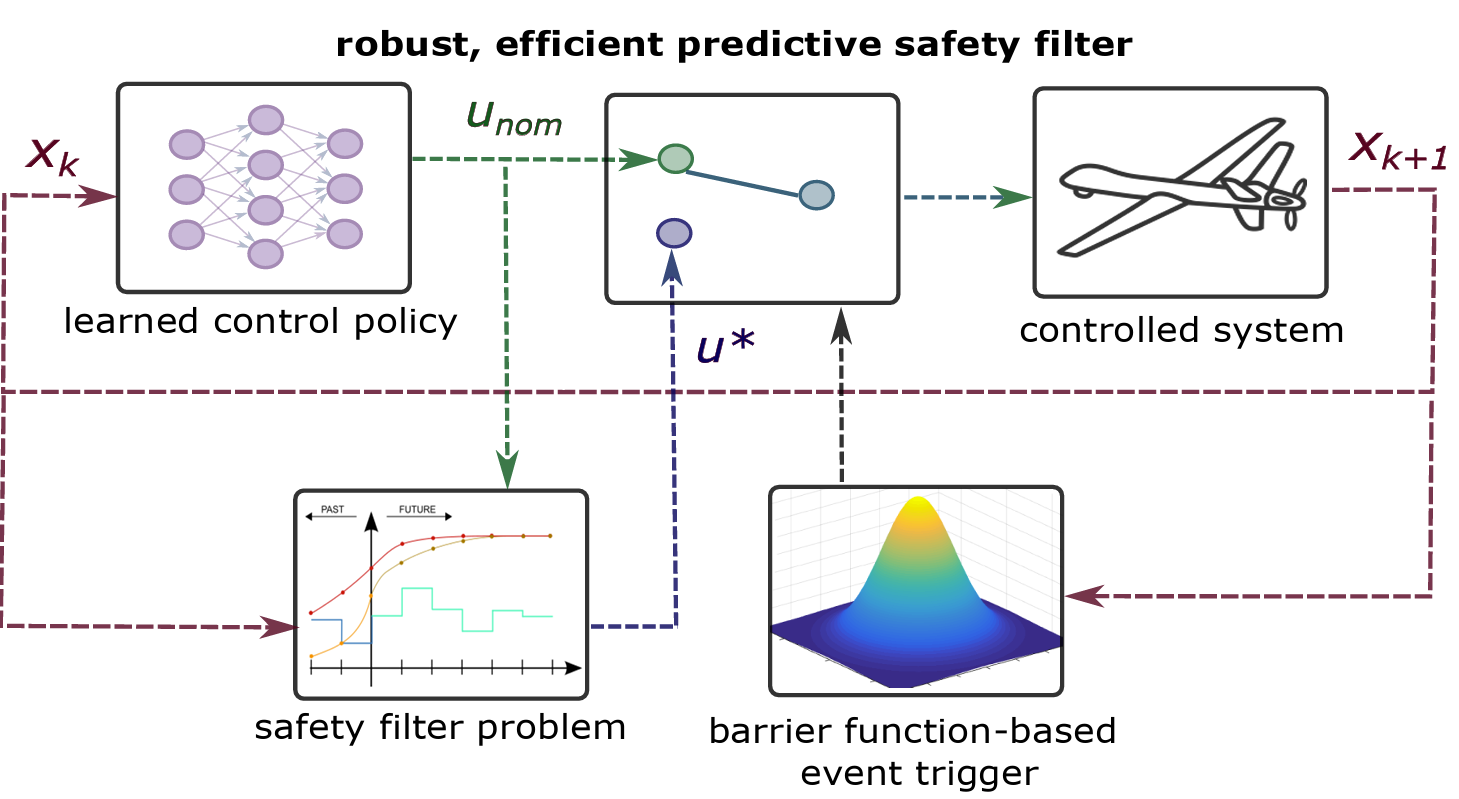 robust, efficient predictive safety filter
x_k
u_nom
x_{k+1}
learned control policy
controlled system
u*
PAST
FUTURE
safety filter problem
barrier function-based
event trigger